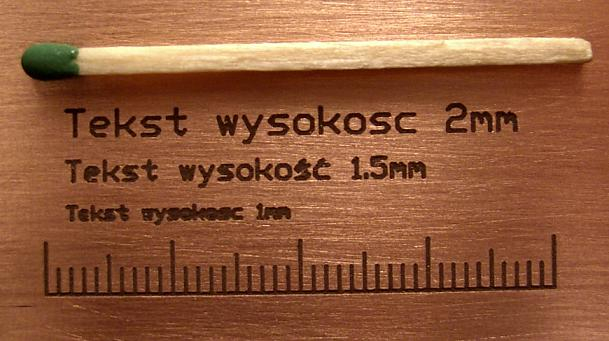 Tekst wysokosc 2mm
Tekst wysokość 1.5mm
Tekst wysokosc 1mm